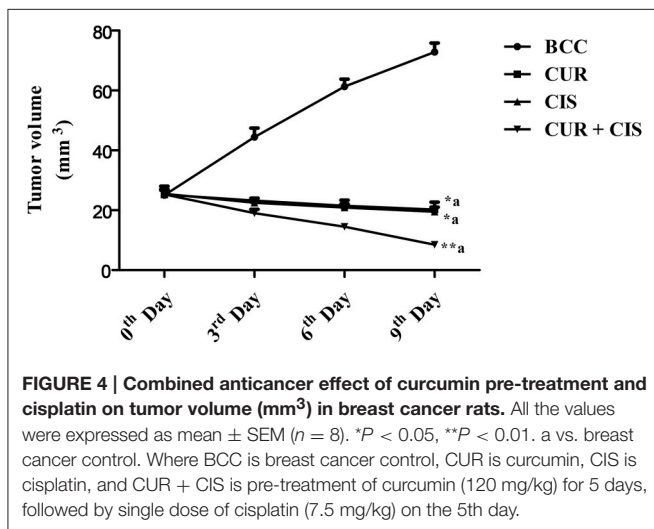 80
60
40
20
0
Tumor volume
(mm³)
0th Day
3rd Day
6th Day
9th Day
BCC
CUR
CIS
CUR + CIS
*a
*a
**a
FIGURE 4 | Combined anticancer effect of curcumin pre-treatment and
cisplatin on tumor volume (mm³) in breast cancer rats. All the values
were expressed as mean ± SEM (n = 8). *P < 0.05, **P < 0.01. a vs. breast
cancer control. Where BCC is breast cancer control, CUR is curcumin, CIS is
cisplatin, and CUR + CIS is pre-treatment of curcumin (120 mg/kg) for 5 days,
followed by single dose of cisplatin (7.5 mg/kg) on the 5th day.